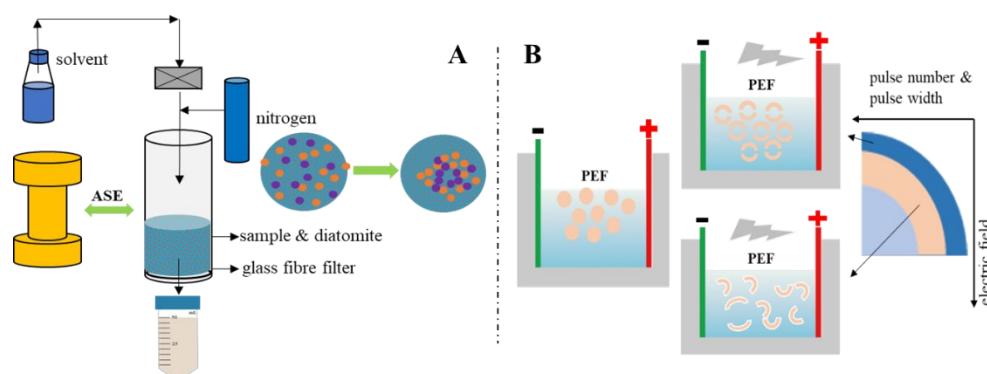 solvent
A
nitrogen
ASE
sample & diatomite
glass fibre filter
B
-
+
PEF
-
+
PEF
-
+
PEF
pulse number &
pulse width
electric field